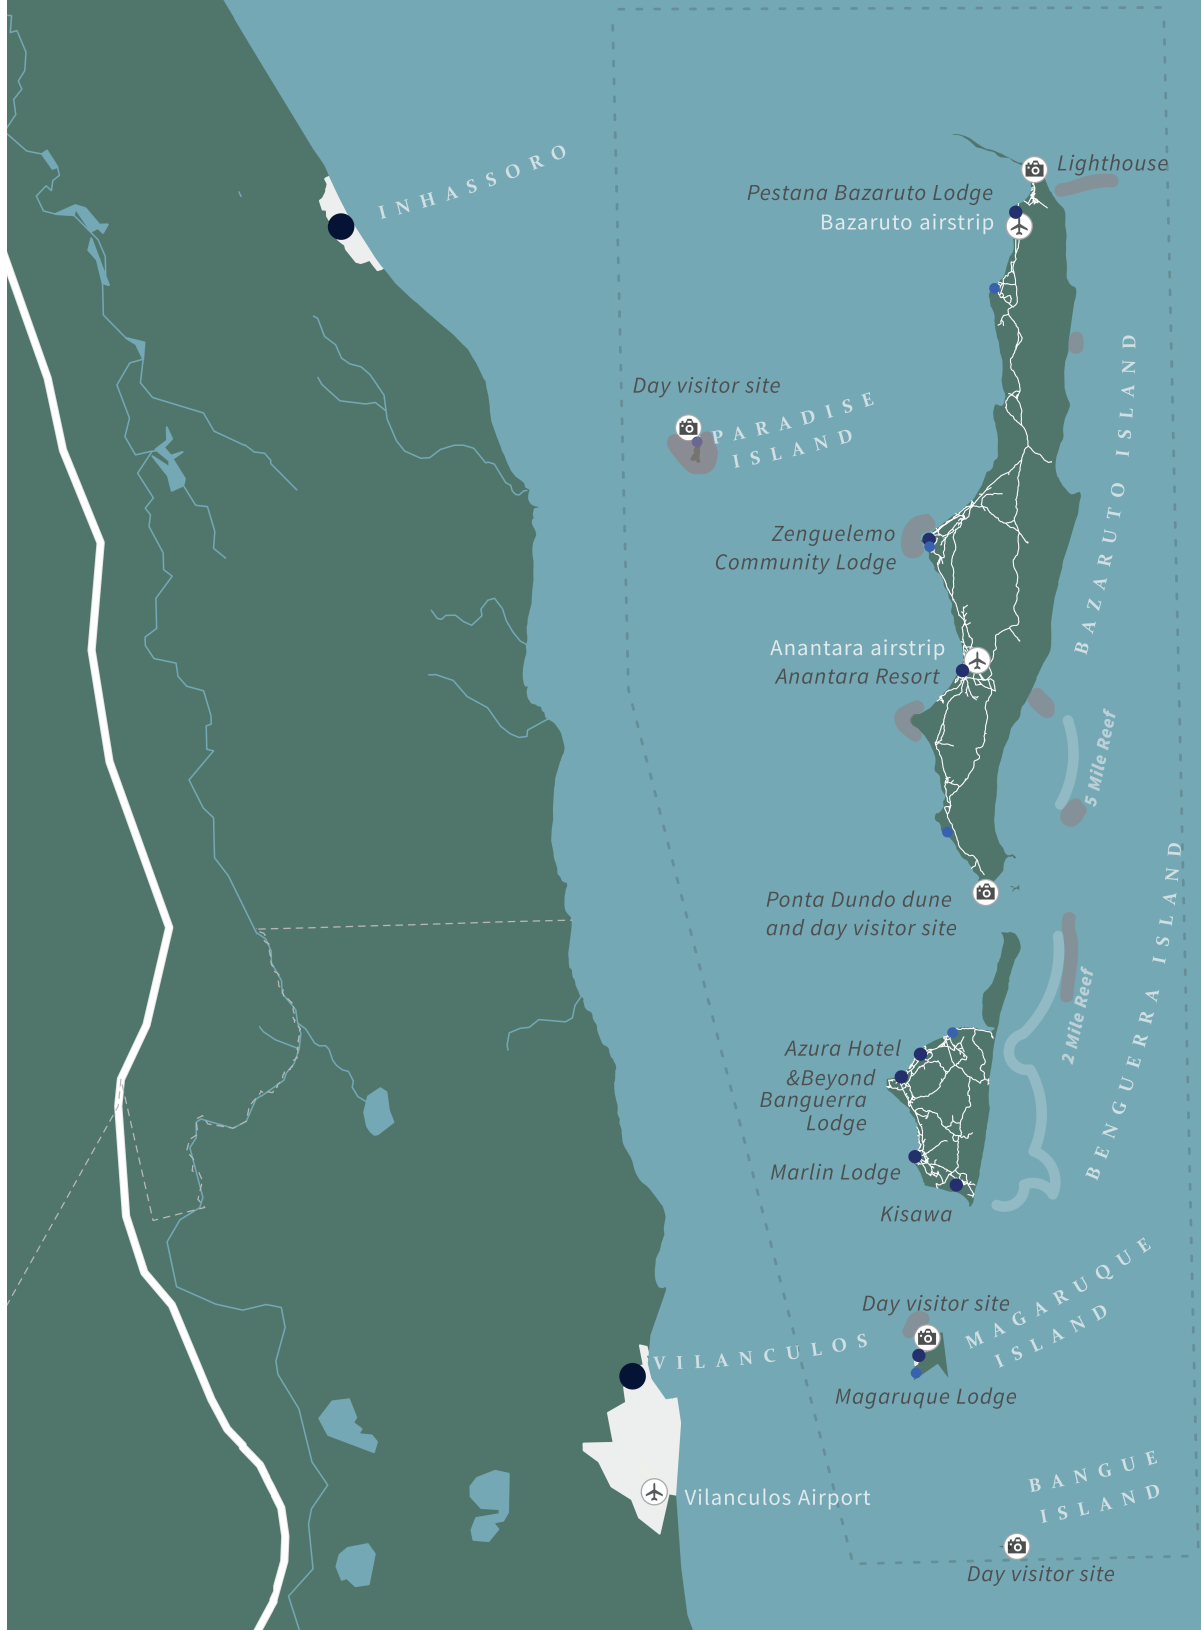 Lighthouse
Pestana Bazaruto Lodge
Bazaruto airstrip
INHASSORO
BAZARUTO ISLAND
Day visitor site
PARADISE
ISLAND
Zenguelemo
Community Lodge
Anantara airstrip
Anantara Resort
5 Mile Reef
Ponta Dundo dune
and day visitor site
BENGUERRA ISLAND
2 Mile Reef
Azura Hotel
&Beyond
Banguerra
Lodge
Marlin Lodge
Kisawa
MAGARUQUE
ISLAND
Day visitor site
VILANCULOS
Magaruque Lodge
BANGUE
ISLAND
Vilanculos Airport
Day visitor site